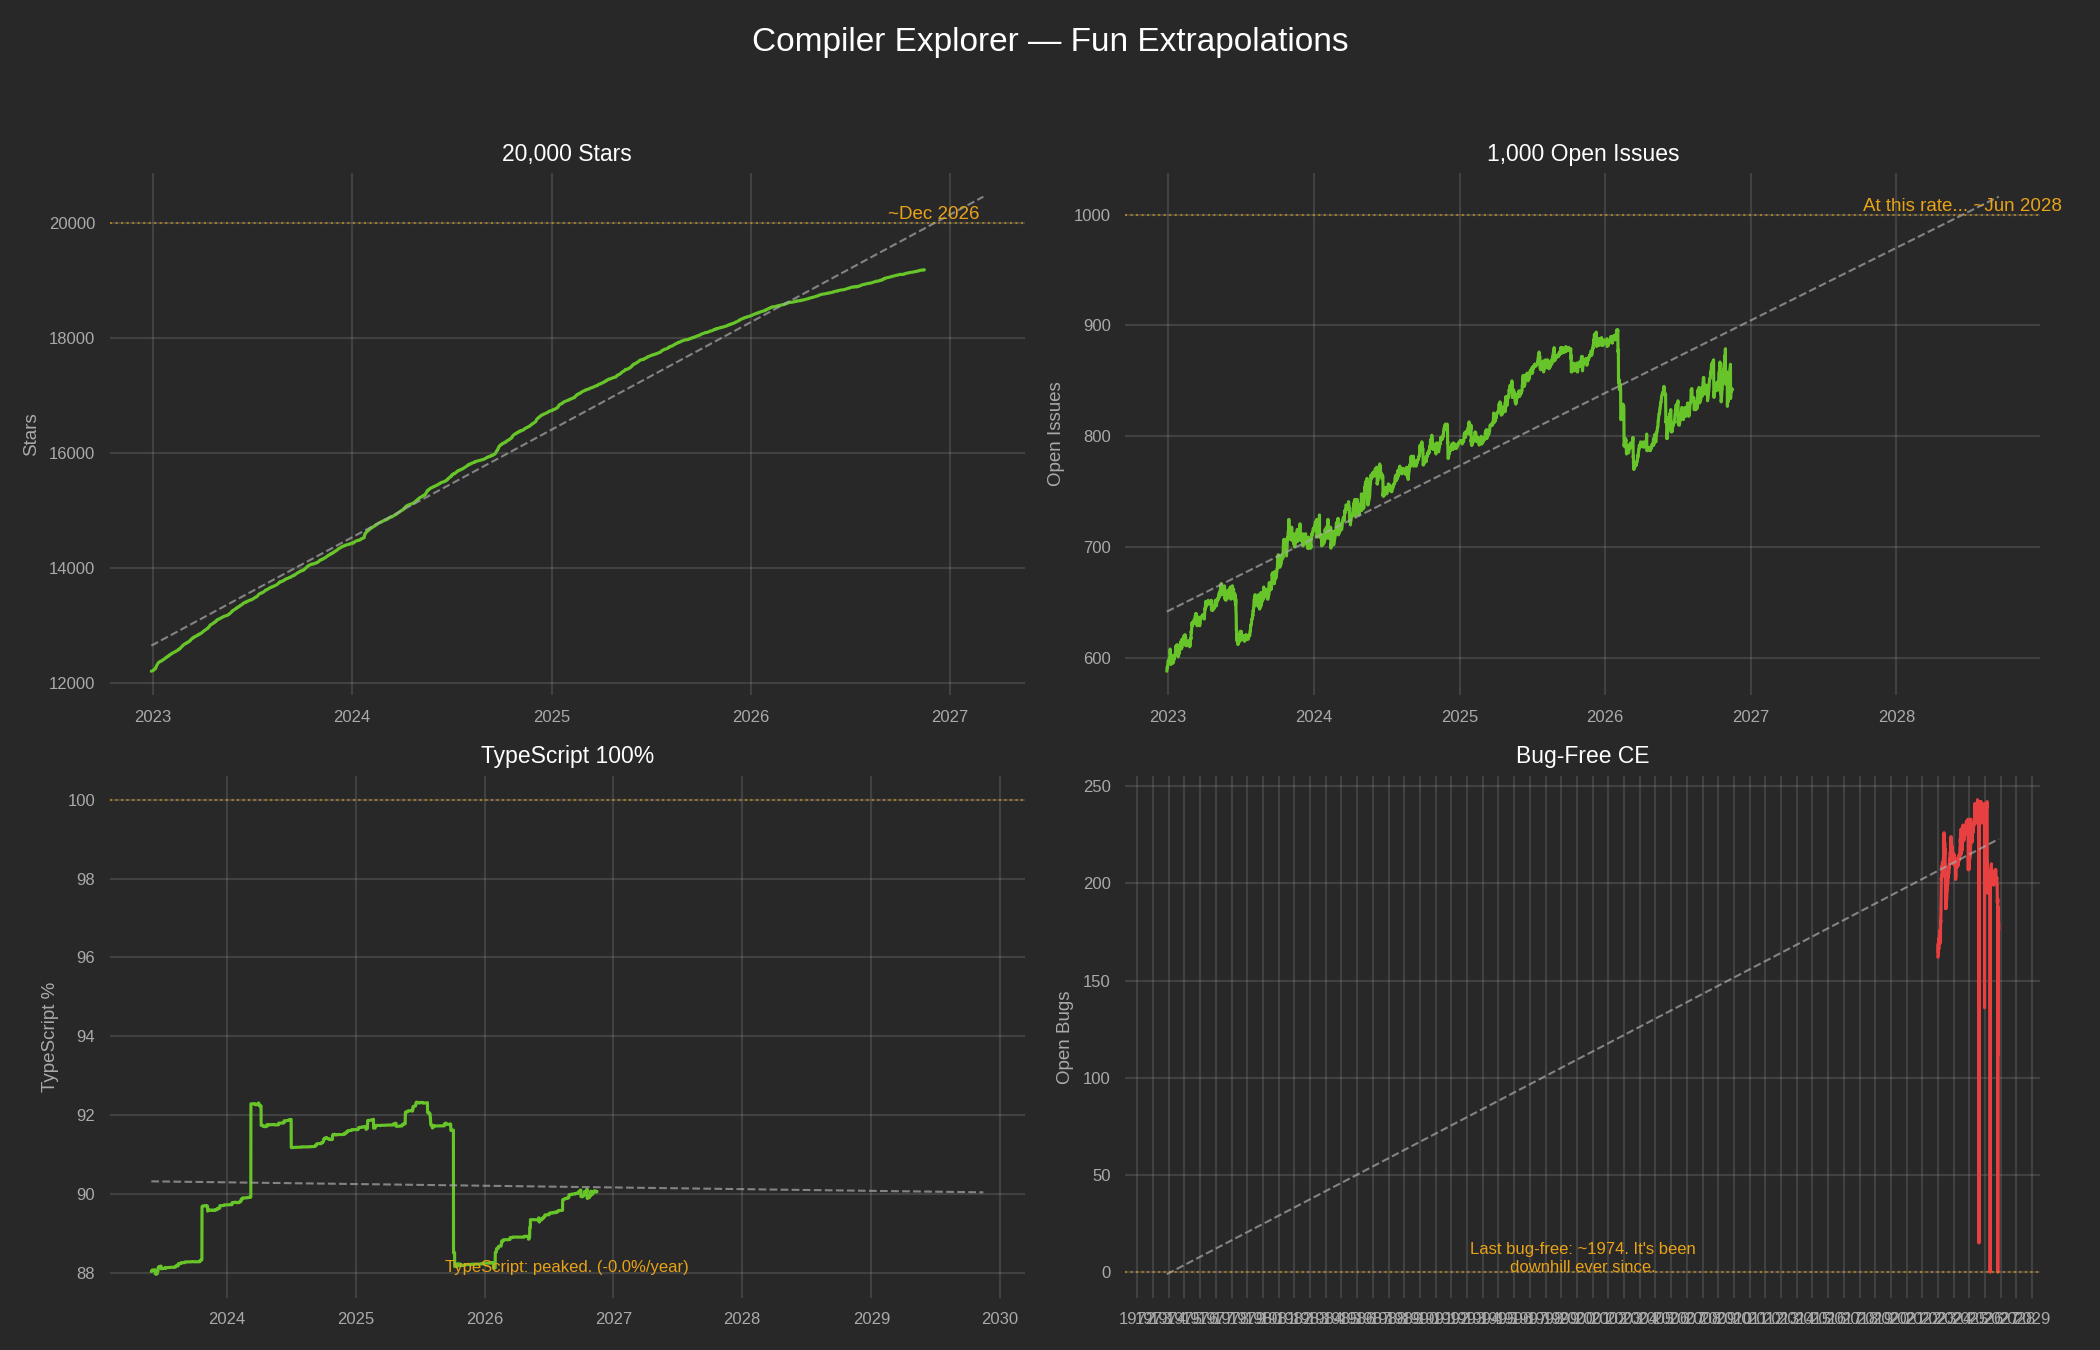 Compiler Explorer — Fun Extrapolations
20,000 Stars
~Dec 2026
Stars
20000
18000
16000
14000
12000
2023 2024 2025 2026 2027
1,000 Open Issues
At this rate... ~Jun 2028
Open Issues
1000
900
800
700
600
2023 2024 2025 2026 2027 2028
TypeScript 100%
TypeScript %
100
98
96
94
92
90
88
TypeScript: peaked. (-0.0%/year)
2024 2025 2026 2027 2028 2029 2030
Bug-Free CE
Open Bugs
250
200
150
100
50
0
Last bug-free: ~1974. It's been
downhill ever since.